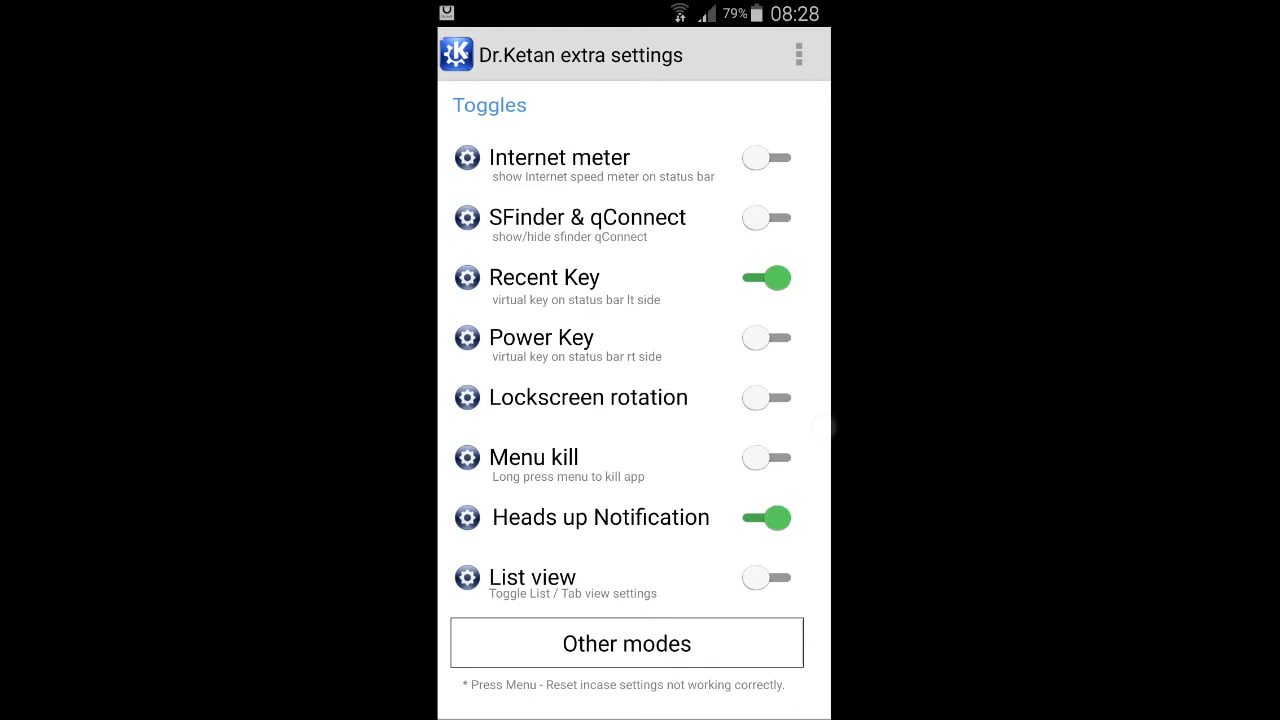 79% 08:28
Dr.Ketan extra settings
Toggles
Internet meter
show Internet speed meter on status bar
SFinder & qConnect
show/hide sfinder qConnect
Recent Key
virtual key on status bar lt side
Power Key
virtual key on status bar rt side
Lockscreen rotation
Menu kill
Long press menu to kill app
Heads up Notification
List view
Toggle List / Tab view settings
Other modes
* Press Menu - Reset incase settings not working correctly.